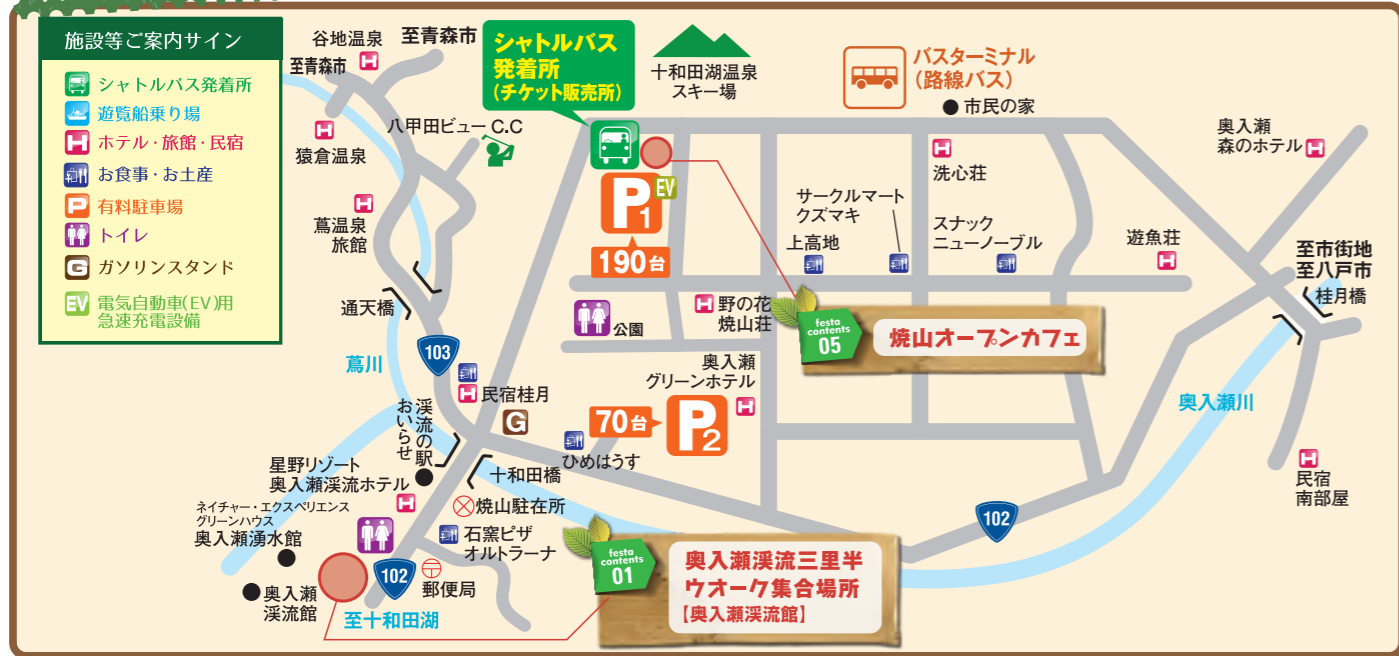 施設等ご案内サイン
シャトルバス発着所
遊覧船乗り場
H ホテル・旅館・民宿
お食事・お土産
P 有料駐車場
トイレ
G ガソリンスタンド
EV 電気自動車(EV)用
急速充電設備
谷地温泉
H
至青森市
至青森市
シャトルバス
発着所
(チケット販売所)
十和田湖温泉
スキー場
バスターミナル
(路線バス)
市民の家
八甲田ビューC.C
H
猿倉温泉
H
蔦温泉
旅館
通天橋
蔦川
103
P1
EV
190台
H
洗心荘
奥入瀬
森のホテル H
サークルマート
クズマキ
上高地
スナック
ニューノーブル
遊魚荘
H
至市街地
至八戸市
桂月橋
公園
H 野の花
焼山荘
festa
contents
05
焼山オープンカフェ
奥入瀬
グリーンホテル
H
70台
P2
H 民宿桂月
G
ひめはうす
渓流の駅
おいらせ
星野リゾート
奥入瀬渓流ホテル
H
十和田橋
焼山駐在所
石窯ピザ
オルトラーナ
ネイチャー・エクスペリエンス
グリーンハウス
奥入瀬湧水館
奥入瀬
渓流館
102
郵便局
至十和田湖
festa
contents
01
奥入瀬渓流三里半
ウオーク集合場所
【奥入瀬渓流館】
奥入瀬川
102
H
民宿
南部屋